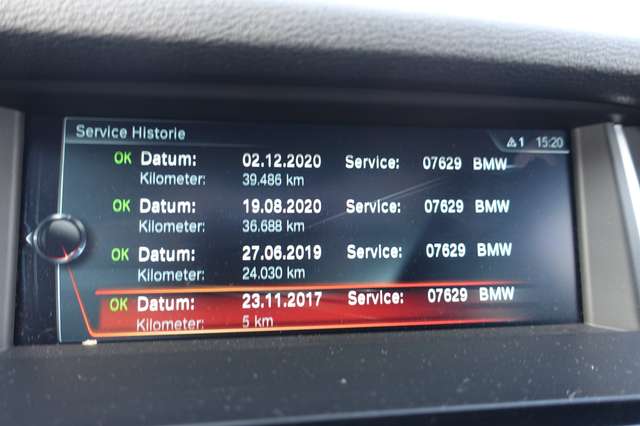 Service Historie ⚠1 15:20
OK Datum: 02.12.2020 Service: 07629 BMW
Kilometer: 39.486 km
OK Datum: 19.08.2020 Service: 07629 BMW
Kilometer: 36.688 km
OK Datum: 27.06.2019 Service: 07629 BMW
Kilometer: 24.030 km
OK Datum: 23.11.2017 Service: 07629 BMW
Kilometer: 5 km